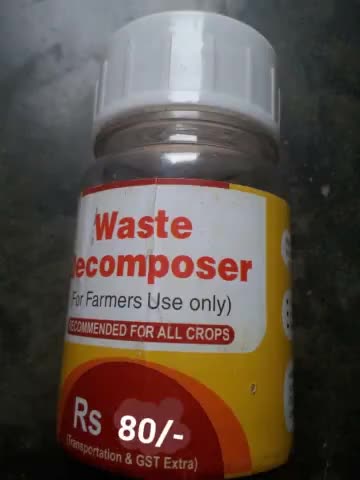 Waste
ecomposer
For Farmers Use only)
ECOMMENDED FOR ALL CROPS
Rs 80/-
(Transportation & GST Extra)